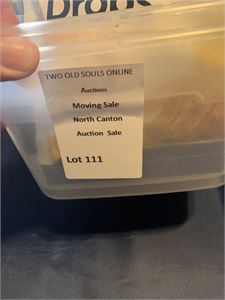 TWO OLD SOULS ONLINE
Auctions
Moving Sale
North Canton
Auction Sale
Lot 111